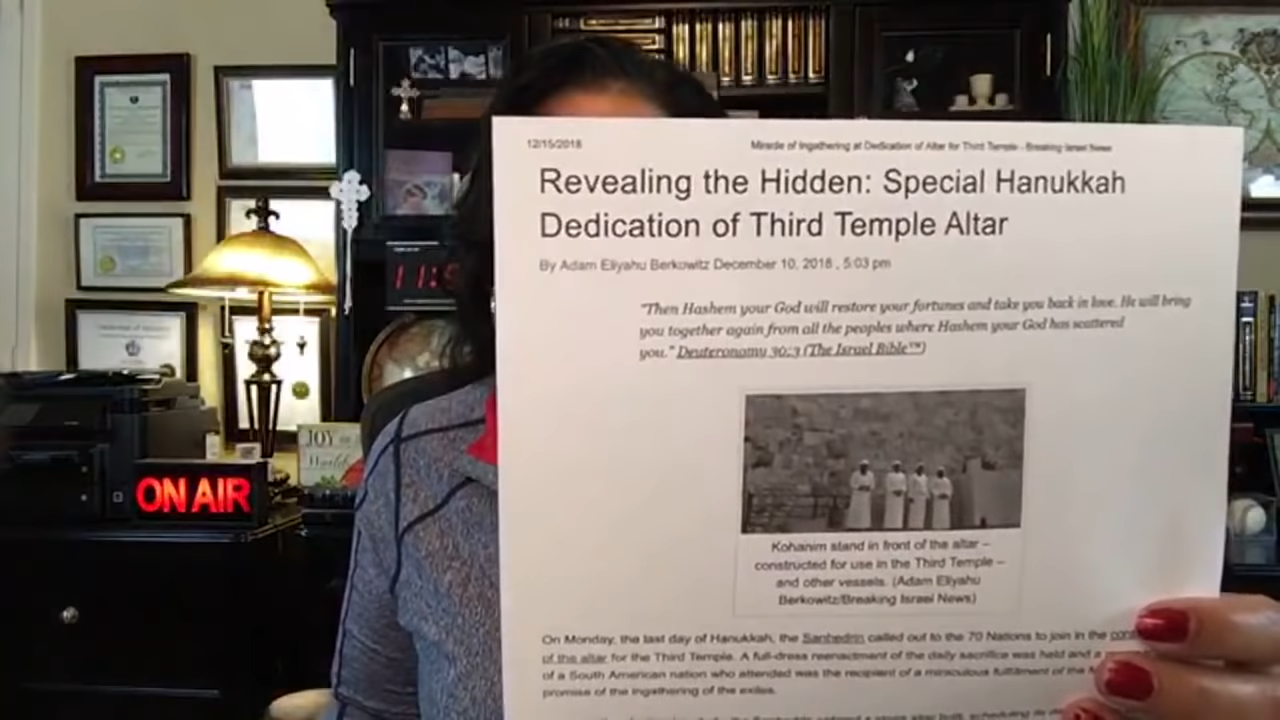 12/15/2018
Miracle of Ingathering at Dedication of Altar for Third Temple - Breaking Israel News
Revealing the Hidden: Special Hanukkah
Dedication of Third Temple Altar
By Adam Eliyahu Berkowitz December 10, 2018 , 5:03 pm
"Then Hashem your God will restore your fortunes and take you back in love. He will bring
you together again from all the peoples where Hashem your God has scattered
you." Deuteronomy 30:3 (The Israel Bible™)
Kohanim stand in front of the altar –
constructed for use in the Third Temple –
and other vessels. (Adam Eliyahu
Berkowitz/Breaking Israel News)
On Monday, the last day of Hanukkah, the Sanhedrin called out to the 70 Nations to join in the
of the altar for the Third Temple. A full-dress reenactment of the daily sacrifice was held and a
of a South American nation who attended was the recipient of a miraculous fulfillment of the
promise of the ingathering of the exiles.
11:5
JOY
World
ON AIR